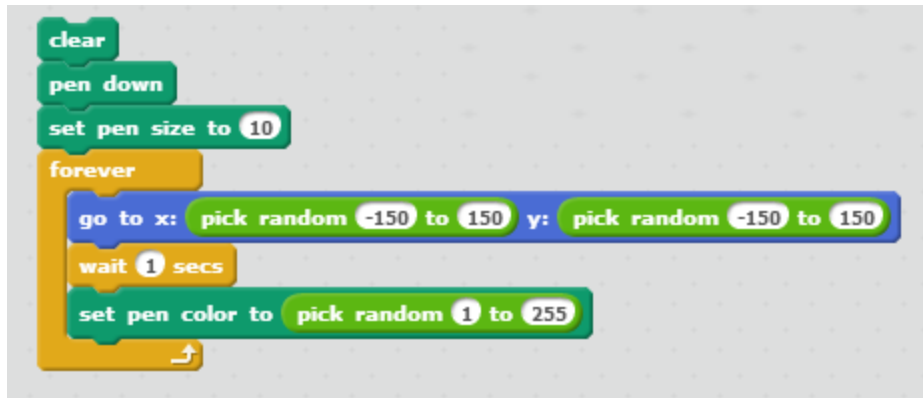 clear
pen down
set pen size to 10
forever
go to x: pick random -150 to 150 y: pick random -150 to 150
wait 1 secs
set pen color to pick random 1 to 255